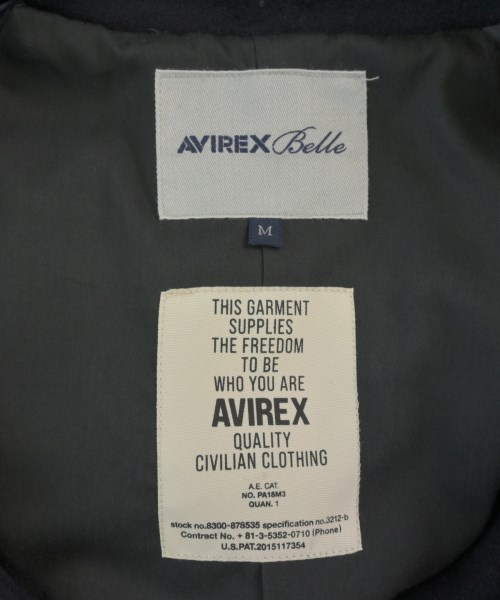 AVIREX Belle
M
THIS GARMENT
SUPPLIES
THE FREEDOM
TO BE
WHO YOU ARE
AVIREX
QUALITY
CIVILIAN CLOTHING
A.E. CAT.
NO. PA18M3
QUAN. 1
stock no.8300-878535 specification no.3212-b
Contract No. + 81-3-5352-0710 (Phone)
U.S.PAT.2015117354